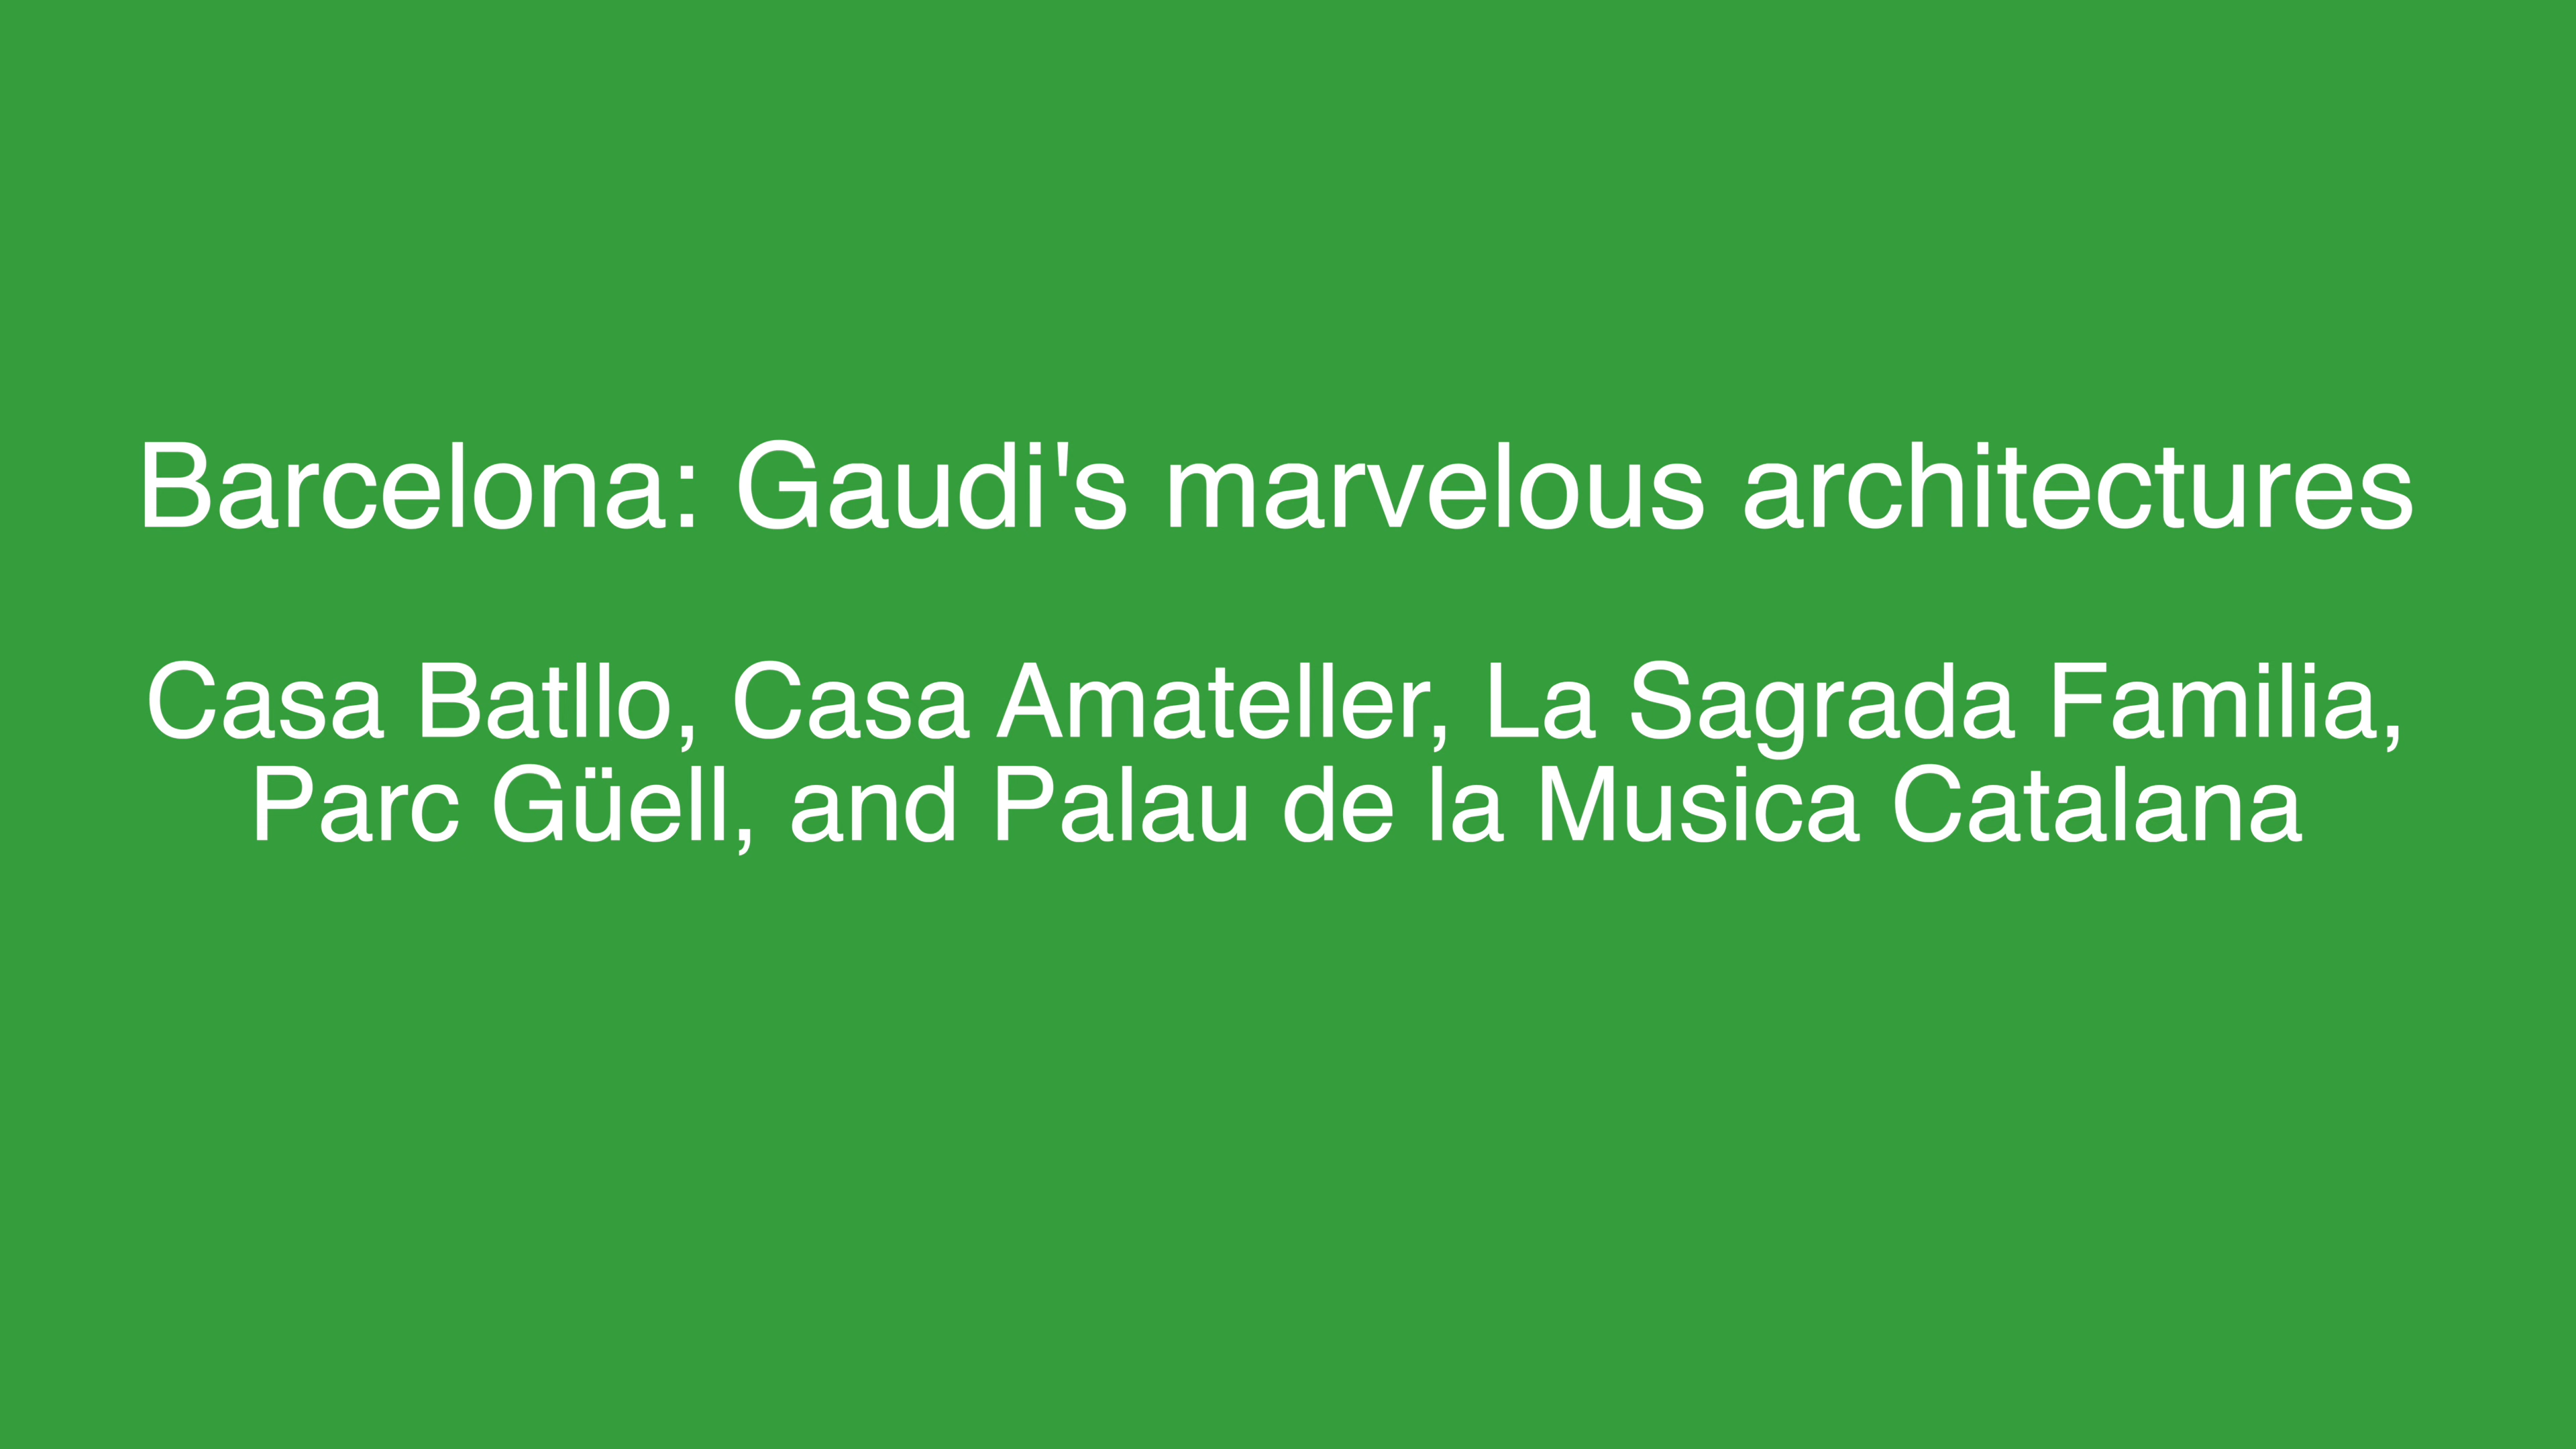 Barcelona: Gaudi's marvelous architectures
Casa Batllo, Casa Amateller, La Sagrada Familia,
Parc Güell, and Palau de la Musica Catalana